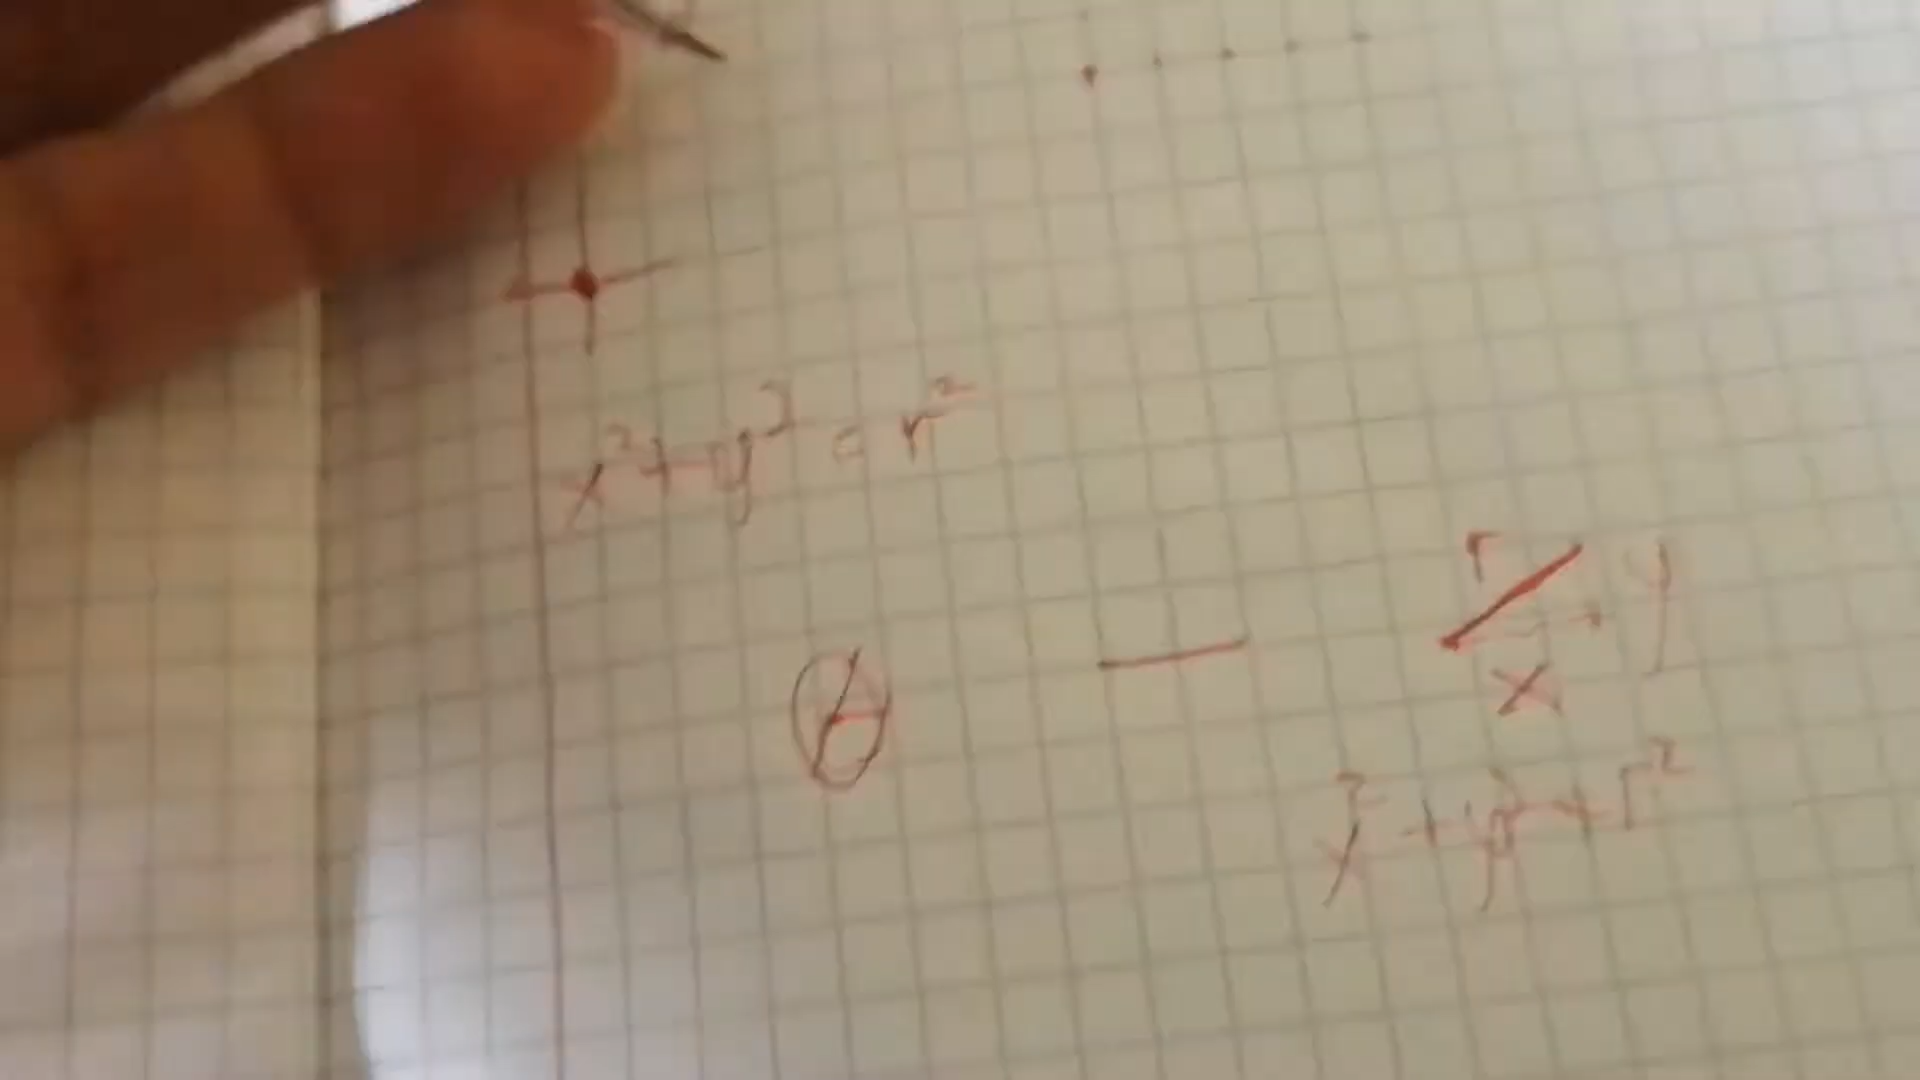 x² + y² = r²
r
y
x
x² + y² + r²